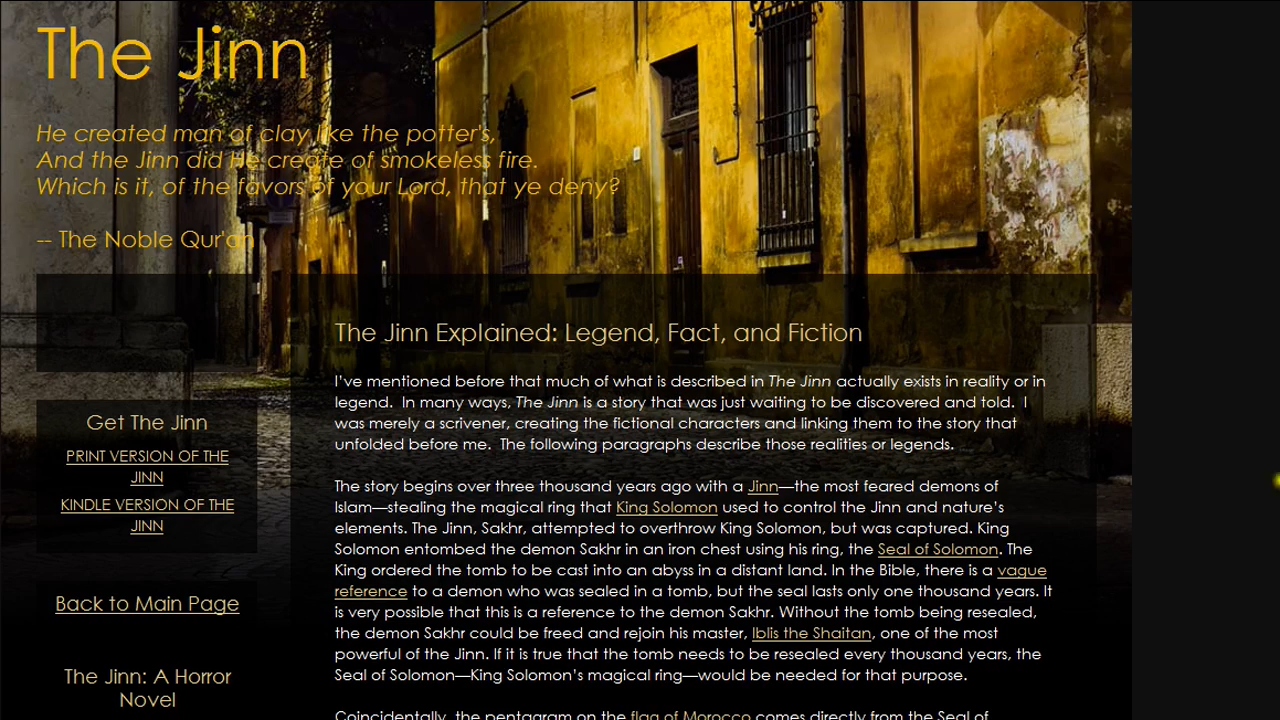 The Jinn
He created man of clay like the potter's,
And the Jinn did He create of smokeless fire.
Which is it, of the favors of your Lord, that ye deny?
-- The Noble Qur'an
Get The Jinn
PRINT VERSION OF THE
JINN
KINDLE VERSION OF THE
JINN
Back to Main Page
The Jinn: A Horror
Novel
The Jinn Explained: Legend, Fact, and Fiction
I've mentioned before that much of what is described in The Jinn actually exists in reality or in
legend.  In many ways, The Jinn is a story that was just waiting to be discovered and told.  I
was merely a scrivener, creating the fictional characters and linking them to the story that
unfolded before me.  The following paragraphs describe those realities or legends.
The story begins over three thousand years ago with a Jinn—the most feared demons of
Islam—stealing the magical ring that King Solomon used to control the Jinn and nature's
elements. The Jinn, Sakhr, attempted to overthrow King Solomon, but was captured. King
Solomon entombed the demon Sakhr in an iron chest using his ring, the Seal of Solomon. The
King ordered the tomb to be cast into an abyss in a distant land. In the Bible, there is a vague
reference to a demon who was sealed in a tomb, but the seal lasts only one thousand years. It
is very possible that this is a reference to the demon Sakhr. Without the tomb being resealed,
the demon Sakhr could be freed and rejoin his master, Iblis the Shaitan, one of the most
powerful of the Jinn. If it is true that the tomb needs to be resealed every thousand years, the
Seal of Solomon—King Solomon's magical ring—would be needed for that purpose.
Coincidentally, the pentagram on the flag of Morocco comes directly from the Seal of